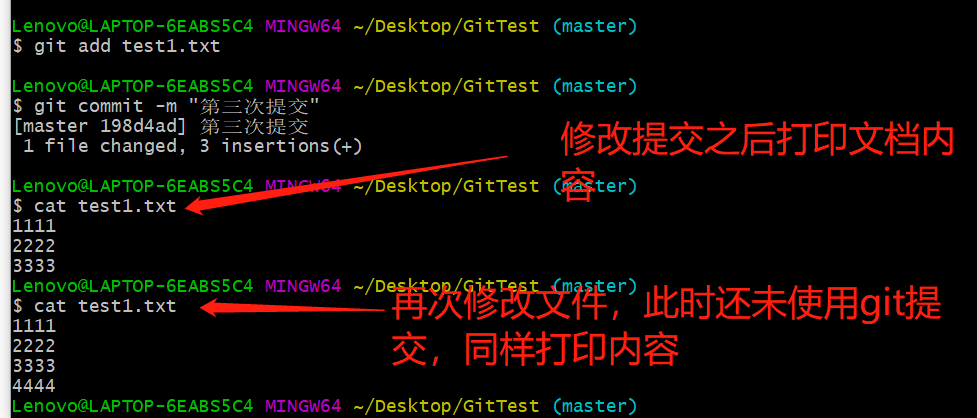 Lenovo@LAPTOP-6EABS5C4 MINGW64 ~/Desktop/GitTest (master)
$ git add test1.txt
Lenovo@LAPTOP-6EABS5C4 MINGW64 ~/Desktop/GitTest (master)
$ git commit -m "第三次提交"
[master 198d4ad] 第三次提交
 1 file changed, 3 insertions(+)
修改提交之后打印文档内
容
Lenovo@LAPTOP-6EABS5C4 MINGW64 ~/Desktop/GitTest (master)
$ cat test1.txt
1111
2222
3333
Lenovo@LAPTOP-6EABS5C4 MINGW64 ~/Desktop/GitTest (master)
$ cat test1.txt
再次修改文件，此时还未使用git提
交，同样打印内容
1111
2222
3333
4444
Lenovo@LAPTOP-6EABS5C4 MINGW64 ~/Desktop/GitTest (master)